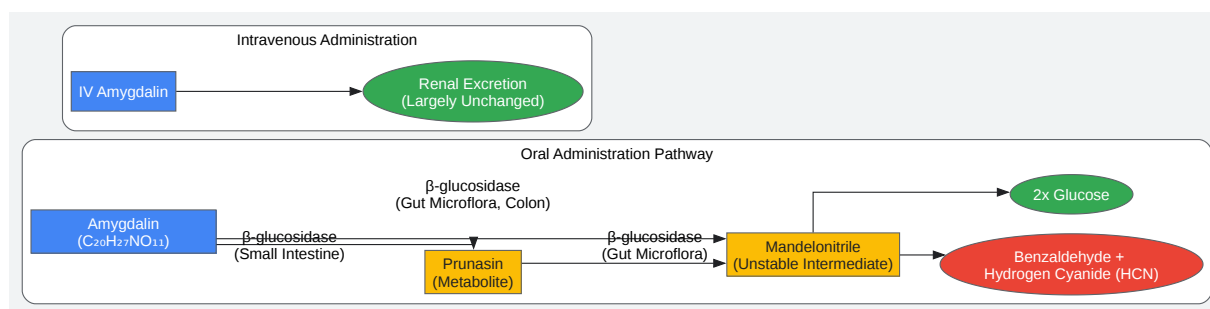 Intravenous Administration
IV Amygdalin
Renal Excretion
(Largely Unchanged)
Oral Administration Pathway
β-glucosidase
(Gut Microflora, Colon)
2x Glucose
Amygdalin
(C₂₀H₂₇NO₁₁)
β-glucosidase
(Small Intestine)
β-glucosidase
(Gut Microflora)
Prunasin
(Metabolite)
Mandelonitrile
(Unstable Intermediate)
Benzaldehyde +
Hydrogen Cyanide (HCN)